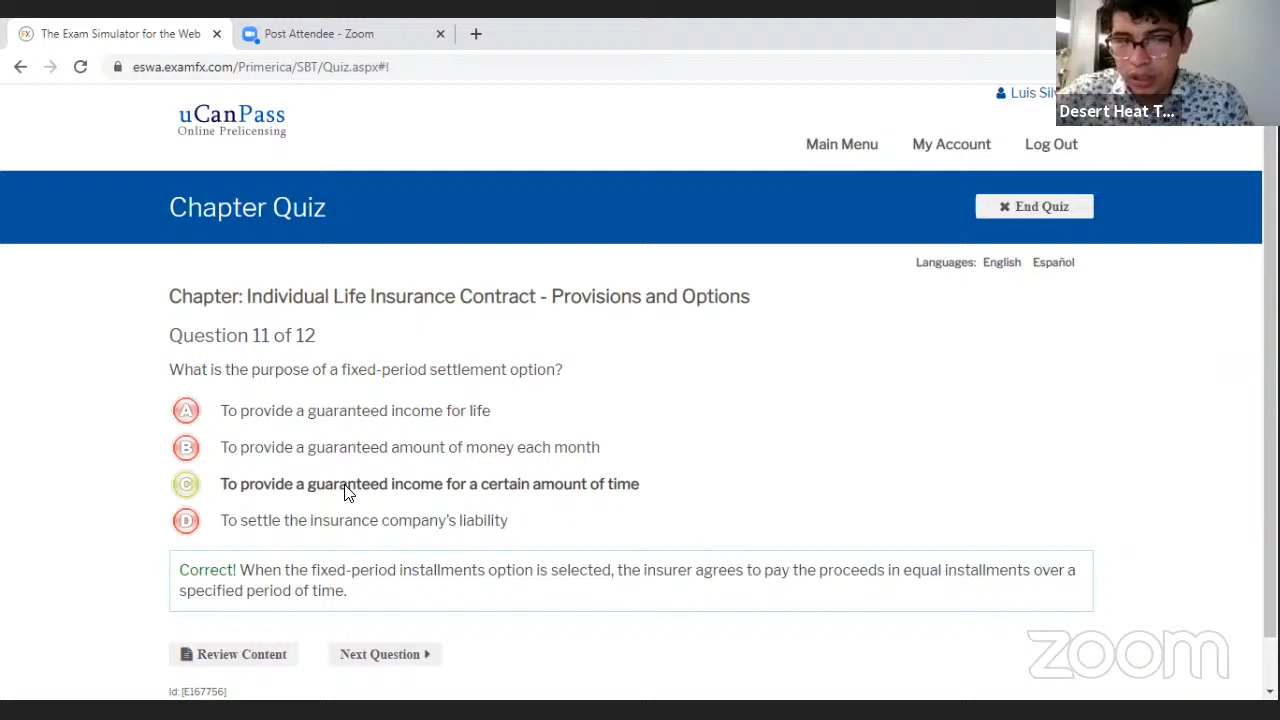 The Exam Simulator for the Web
Post Attendee - Zoom
eswa.examfx.com/Primerica/SBT/Quiz.aspx#!
Luis Sil
Desert Heat T...
uCanPass
Online Prelicensing
Main Menu
My Account
Log Out
Chapter Quiz
End Quiz
Languages: English Español
Chapter: Individual Life Insurance Contract - Provisions and Options
Question 11 of 12
What is the purpose of a fixed-period settlement option?
A To provide a guaranteed income for life
B To provide a guaranteed amount of money each month
C To provide a guaranteed income for a certain amount of time
D To settle the insurance company's liability
Correct! When the fixed-period installments option is selected, the insurer agrees to pay the proceeds in equal installments over a
specified period of time.
Review Content
Next Question
zoom
Id: [E167756]